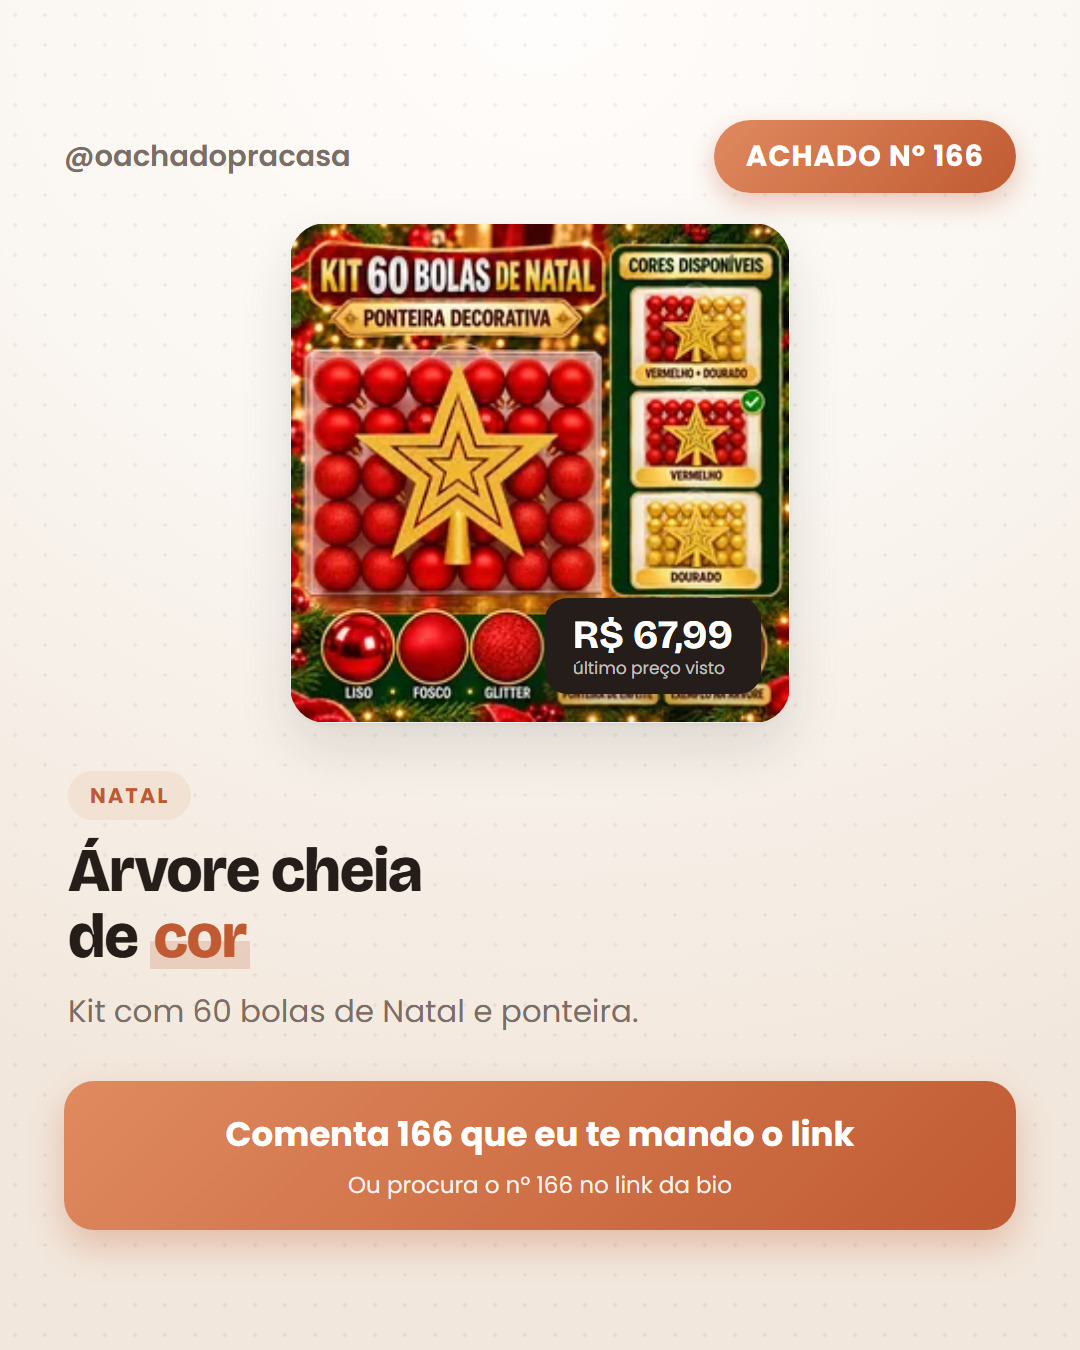 @oachadopracasa
ACHADO Nº 166
KIT 60 BOLAS DE NATAL
PONTEIRA DECORATIVA
CORES DISPONÍVEIS
VERMELHO + DOURADO
VERMELHO
DOURADO
LISO • FOSCO • GLITTER
R$ 67,99
último preço visto
NATAL
Árvore cheia
de cor
Kit com 60 bolas de Natal e ponteira.
Comenta 166 que eu te mando o link
Ou procura o nº 166 no link da bio